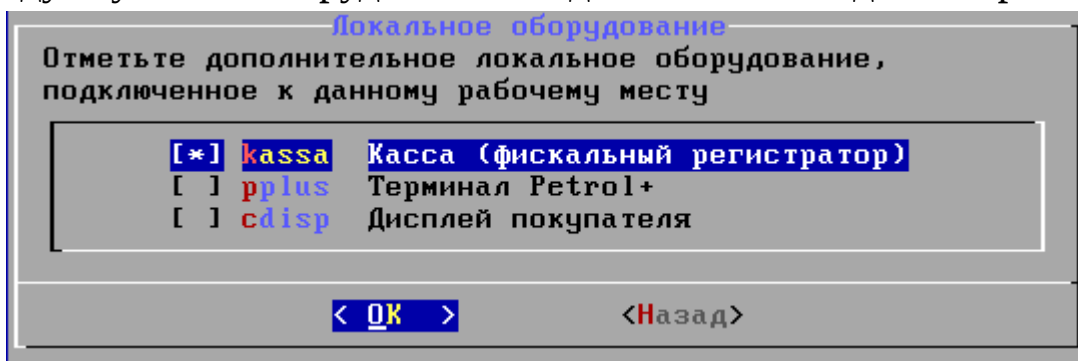 Локальное оборудование
Отметьте дополнительное локальное оборудование,
подключенное к данному рабочему месту
[*] kassa Касса (фискальный регистратор)
[ ] pplus Терминал Petrol+
[ ] cdisp Дисплей покупателя
< OK > <Назад>